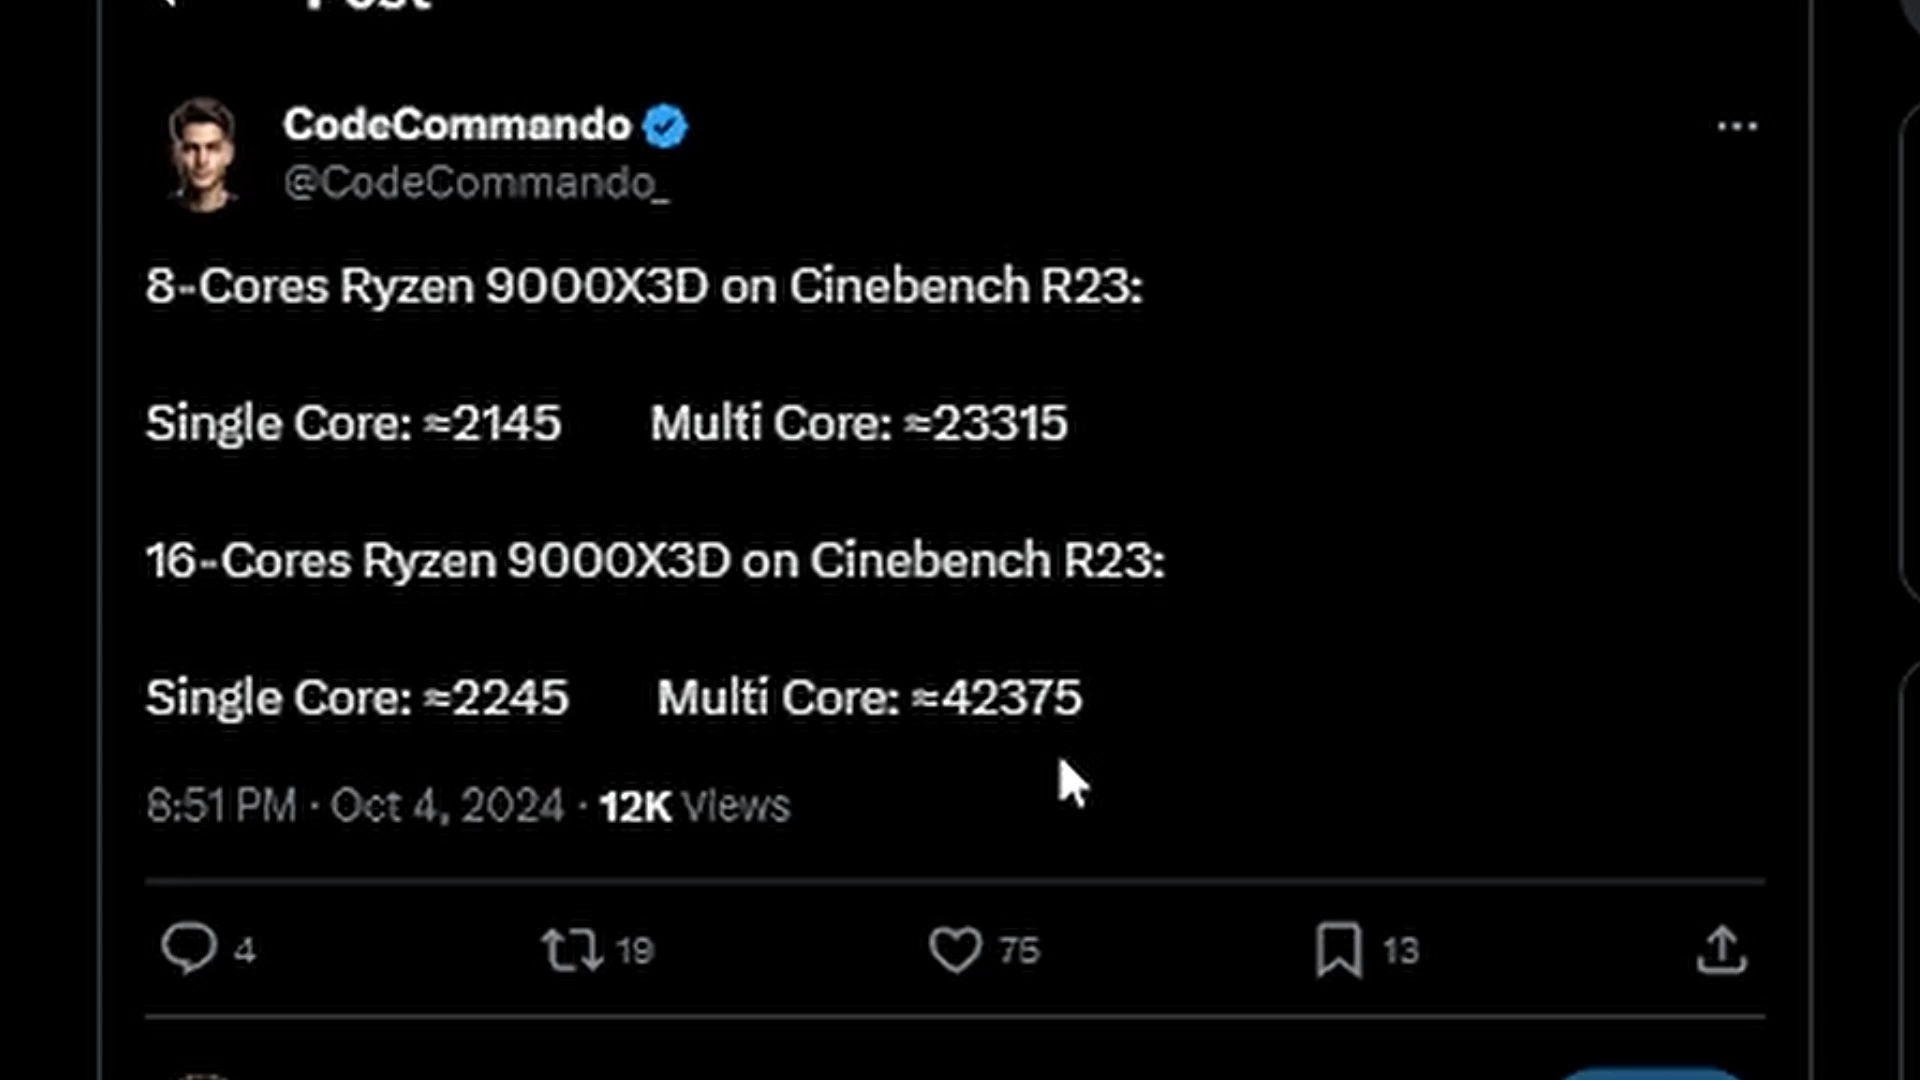 Post
CodeCommando
@CodeCommando_
8-Cores Ryzen 9000X3D on Cinebench R23:
Single Core: ≈2145 Multi Core: ≈23315
16-Cores Ryzen 9000X3D on Cinebench R23:
Single Core: ≈2245 Multi Core: ≈42375
8:51 PM · Oct 4, 2024 · 12K Views
4 19 75 13